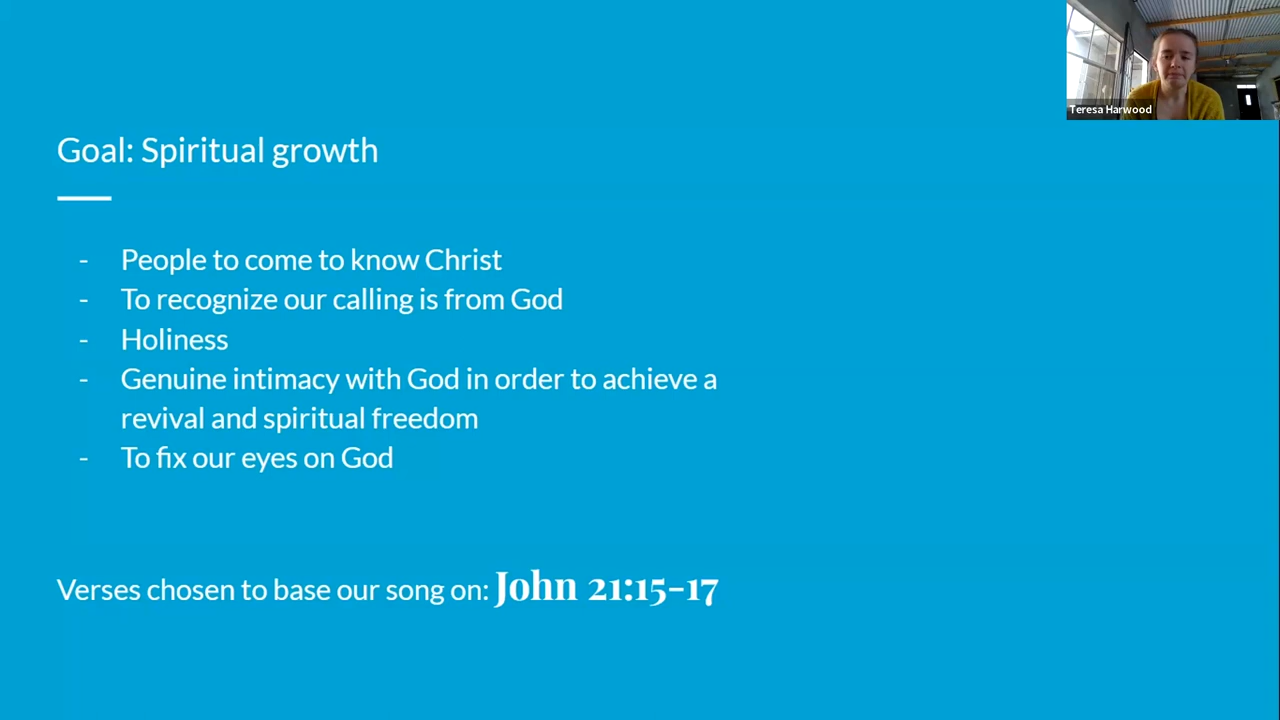 Teresa Harwood
Goal: Spiritual growth
- People to come to know Christ
- To recognize our calling is from God
- Holiness
- Genuine intimacy with God in order to achieve a
revival and spiritual freedom
- To fix our eyes on God
Verses chosen to base our song on: John 21:15-17